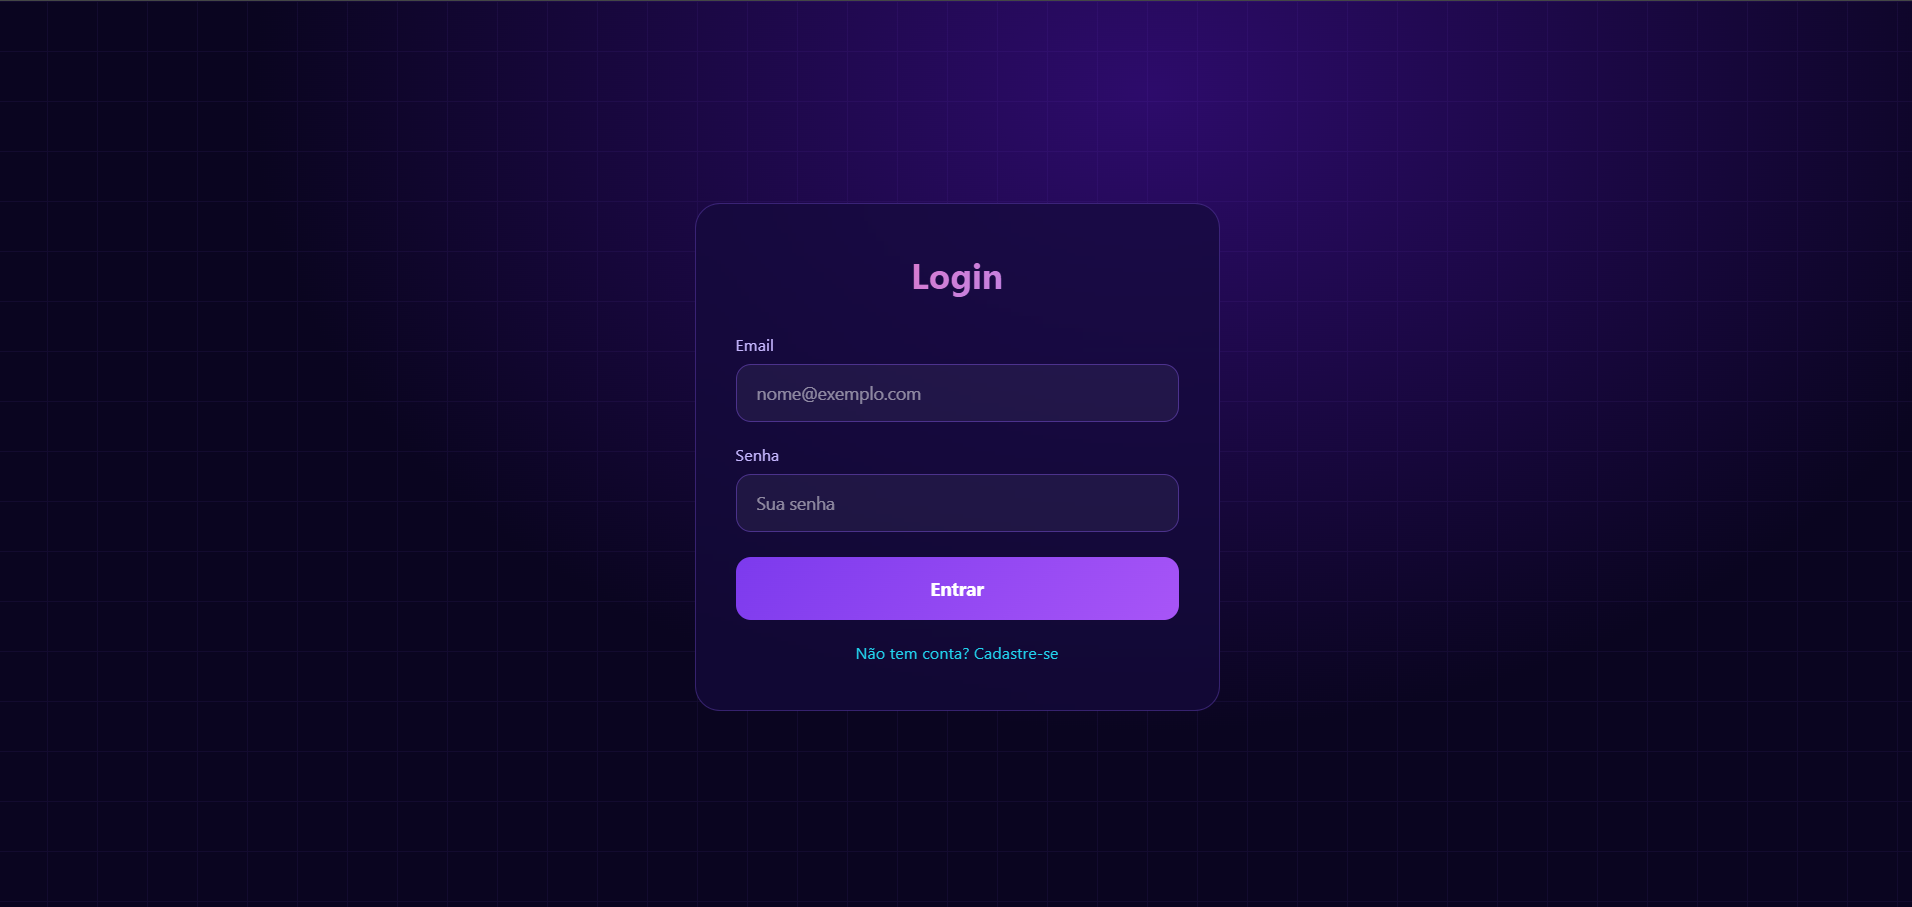 Login
Email
nome@exemplo.com
Senha
Sua senha
Entrar
Não tem conta? Cadastre-se